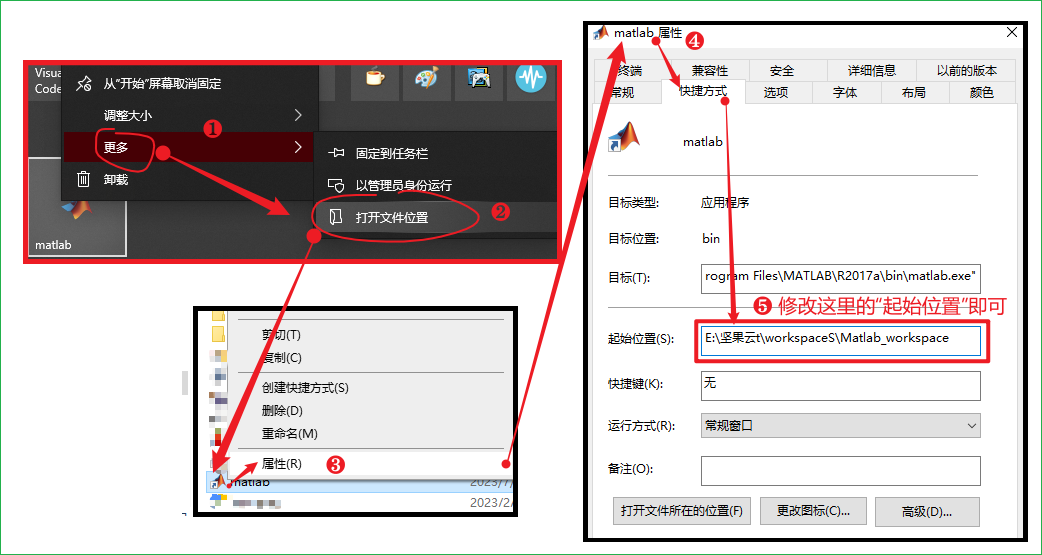 Visual
Code
从“开始”屏幕取消固定
调整大小
❶
更多
卸载
matlab
固定到任务栏
以管理员身份运行
打开文件位置
❷
剪切(T)
复制(C)
创建快捷方式(S)
删除(D)
重命名(M)
属性(R)
❸
matlab
2023/7/
2023/2/
matlab 属性
❹
终端
兼容性
安全
详细信息
以前的版本
常规
快捷方式
选项
字体
布局
颜色
matlab
目标类型:
应用程序
目标位置:
bin
目标(T):
rogram Files\MATLAB\R2017a\bin\matlab.exe"
❺ 修改这里的“起始位置”即可
起始位置(S):
E:\坚果云t\workspaceS\Matlab_workspace
快捷键(K):
无
运行方式(R):
常规窗口
备注(O):
打开文件所在的位置(F)
更改图标(C)...
高级(D)...